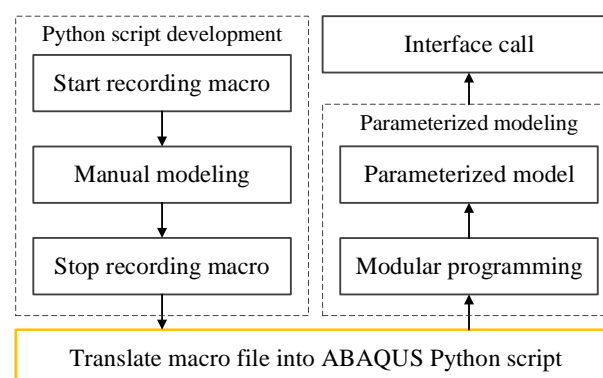 Python script development
Start recording macro
Manual modeling
Stop recording macro
Translate macro file into ABAQUS Python script
Interface call
Parameterized modeling
Parameterized model
Modular programming